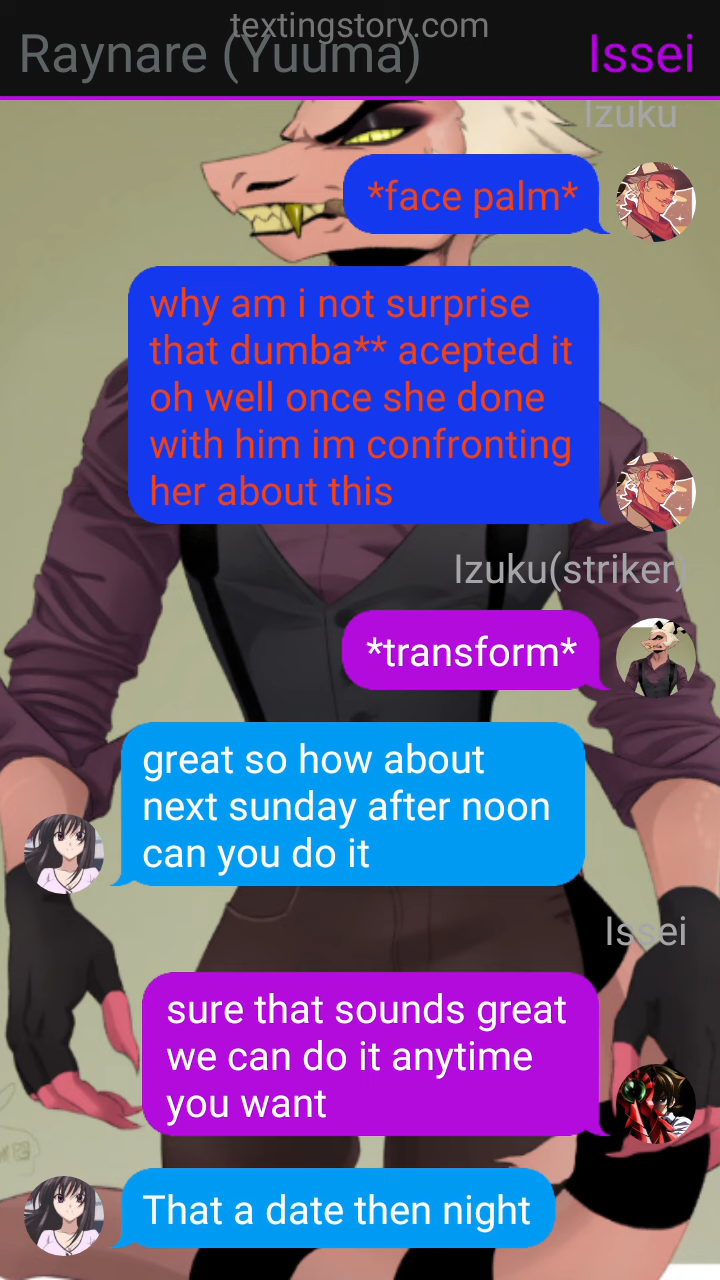 textingstory.com
Raynare (Yuuma)
Issei
Izuku
*face palm*
why am i not surprise
that dumba** acepted it
oh well once she done
with him im confronting
her about this
Izuku(striker)
*transform*
great so how about
next sunday after noon
can you do it
Issei
sure that sounds great
we can do it anytime
you want
That a date then night